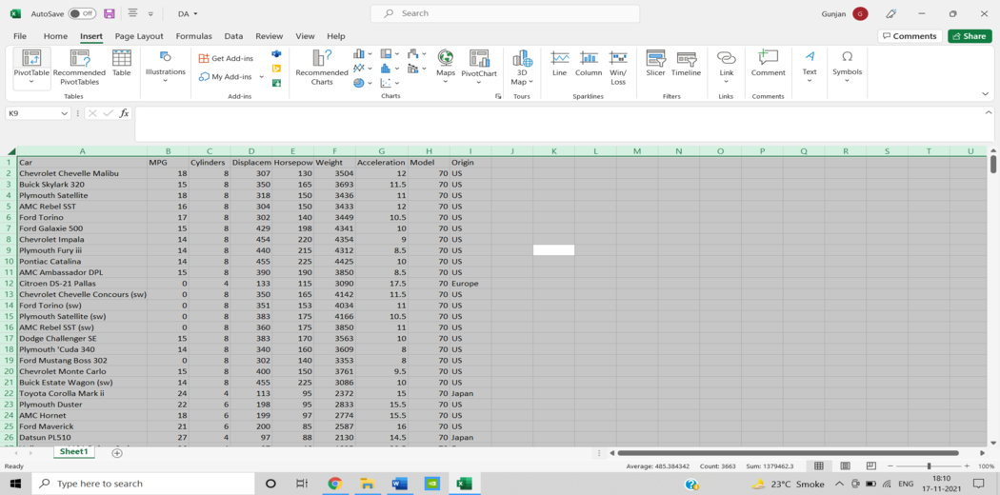 AutoSave Off DA Search Gunjan G
File Home Insert Page Layout Formulas Data Review View Help Comments Share
PivotTable Recommended PivotTables Table Illustrations Get Add-ins My Add-ins Recommended Charts Maps PivotChart 3D Map Line Column Win/Loss Slicer Timeline Link Comment Text Symbols
Tables Add-ins Charts Tours Sparklines Filters Links Comments
K9 fx
A B C D E F G H I J K L M N O P Q R S T U
1 Car MPG Cylinders Displacem Horsepow Weight Acceleration Model Origin
2 Chevrolet Chevelle Malibu 18 8 307 130 3504 12 70 US
3 Buick Skylark 320 15 8 350 165 3693 11.5 70 US
4 Plymouth Satellite 18 8 318 150 3436 11 70 US
5 AMC Rebel SST 16 8 304 150 3433 12 70 US
6 Ford Torino 17 8 302 140 3449 10.5 70 US
7 Ford Galaxie 500 15 8 429 198 4341 10 70 US
8 Chevrolet Impala 14 8 454 220 4354 9 70 US
9 Plymouth Fury iii 14 8 440 215 4312 8.5 70 US
10 Pontiac Catalina 14 8 455 225 4425 10 70 US
11 AMC Ambassador DPL 15 8 390 190 3850 8.5 70 US
12 Citroen DS-21 Pallas 0 4 133 115 3090 17.5 70 Europe
13 Chevrolet Chevelle Concours (sw) 0 8 350 165 4142 11.5 70 US
14 Ford Torino (sw) 0 8 351 153 4034 11 70 US
15 Plymouth Satellite (sw) 0 8 383 175 4166 10.5 70 US
16 AMC Rebel SST (sw) 0 8 360 175 3850 11 70 US
17 Dodge Challenger SE 15 8 383 170 3563 10 70 US
18 Plymouth 'Cuda 340 14 8 340 160 3609 8 70 US
19 Ford Mustang Boss 302 0 8 302 140 3353 8 70 US
20 Chevrolet Monte Carlo 15 8 400 150 3761 9.5 70 US
21 Buick Estate Wagon (sw) 14 8 455 225 3086 10 70 US
22 Toyota Corolla Mark ii 24 4 113 95 2372 15 70 Japan
23 Plymouth Duster 22 6 198 95 2833 15.5 70 US
24 AMC Hornet 18 6 199 97 2774 15.5 70 US
25 Ford Maverick 21 6 200 85 2587 16 70 US
26 Datsun PL510 27 4 97 88 2130 14.5 70 Japan
Sheet1
Ready Average: 485.384342 Count: 3663 Sum: 1379462.3 100%
Type here to search 23°C Smoke ENG 18:10
17-11-2021